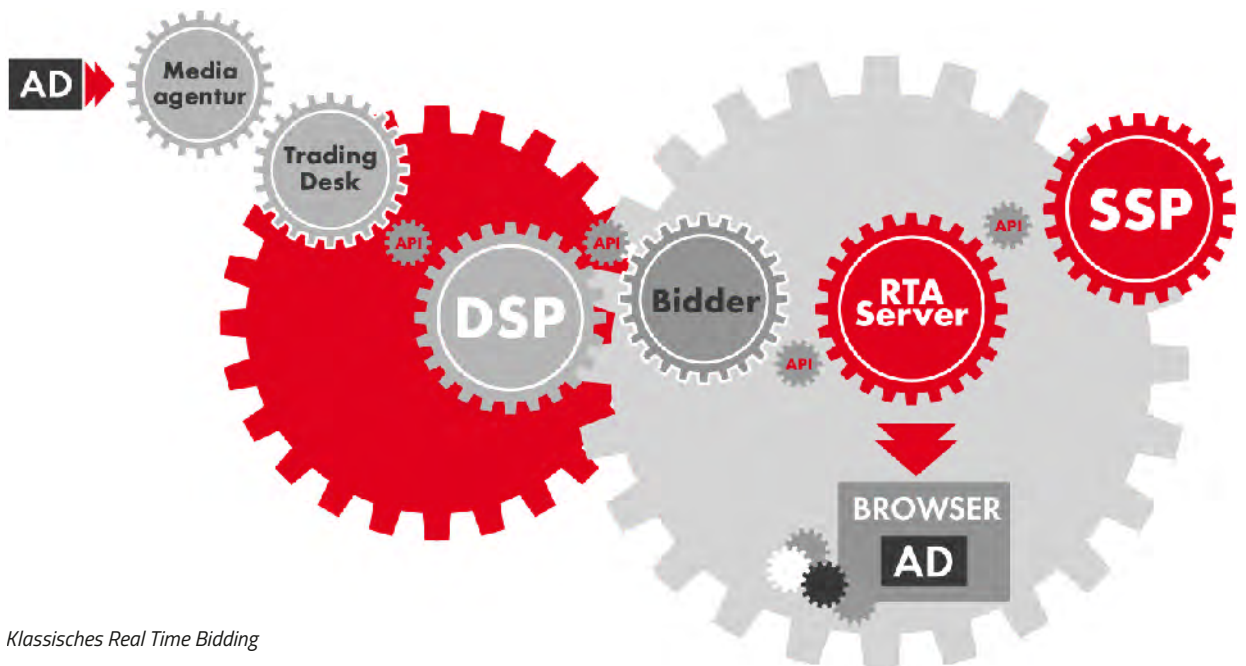 AD
Media
agentur
Trading
Desk
API
DSP
API
Bidder
API
RTA
Server
API
SSP
BROWSER
AD
Klassisches Real Time Bidding